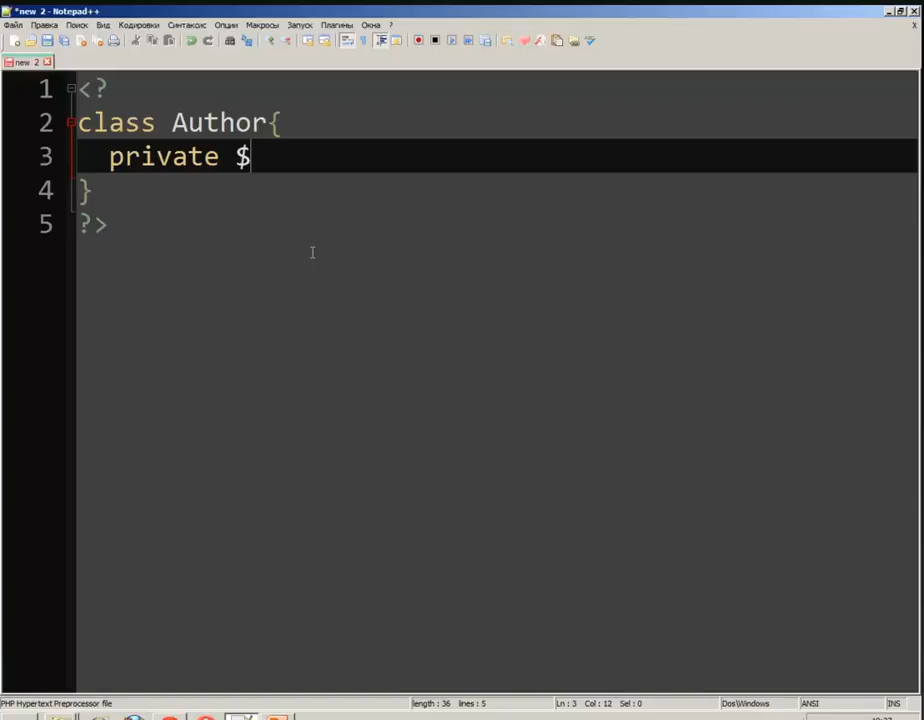 *new 2 - Notepad++
Файл Правка Поиск Вид Кодировки Синтаксис Опции Макросы Запуск Плагины Окна ?
new 2
1 <?
2 class Author{
3 private $
4 }
5 ?>
PHP Hypertext Preprocessor file length : 36 lines : 5 Ln : 3 Col : 12 Sel : 0 Dos\Windows ANSI INS